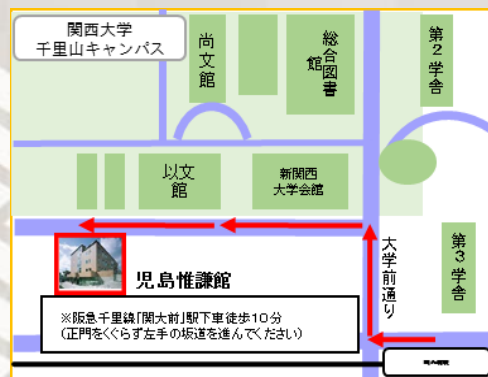 関西大学
千里山キャンパス
尚文館
総合図書館
第2学舎
以文館
新関西
大学会館
大学前通り
第3学舎
児島惟謙館
※阪急千里線「関大前」駅下車徒歩10分
(正門をくぐらず左手の坂道を進んでください)